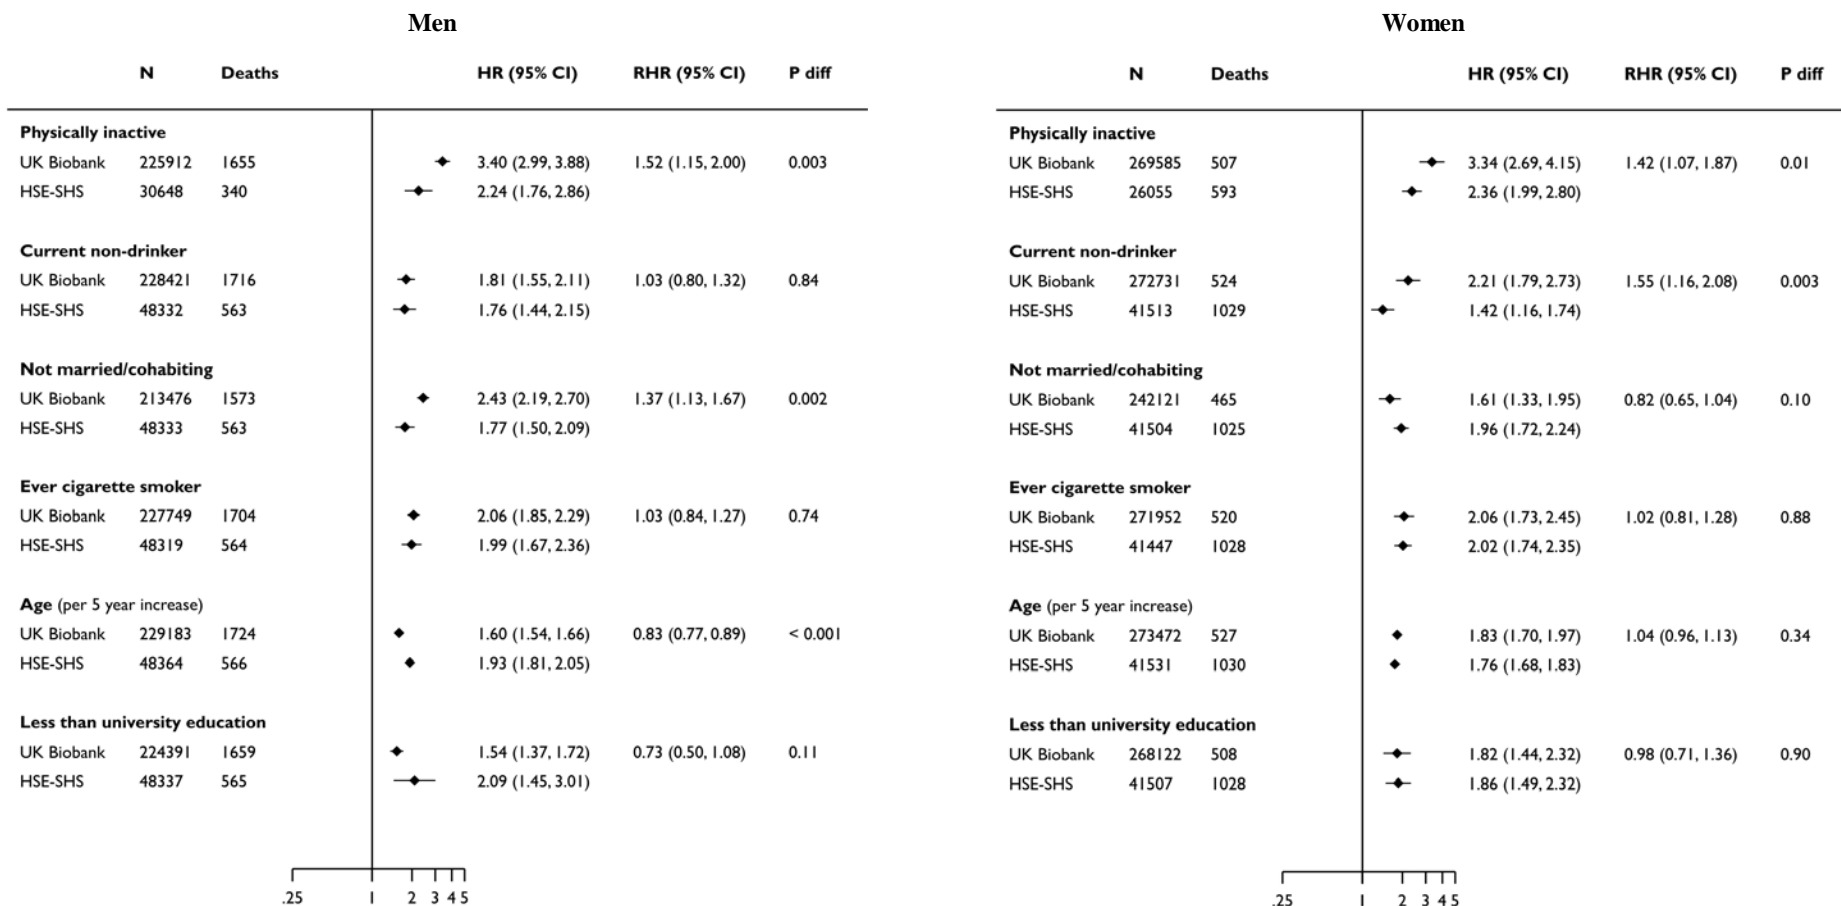 Men
N Deaths HR (95% CI) RHR (95% CI) P diff
Physically inactive
UK Biobank 225912 1655 3.40 (2.99, 3.88) 1.52 (1.15, 2.00) 0.003
HSE-SHS 30648 340 2.24 (1.76, 2.86)
Current non-drinker
UK Biobank 228421 1716 1.81 (1.55, 2.11) 1.03 (0.80, 1.32) 0.84
HSE-SHS 48332 563 1.76 (1.44, 2.15)
Not married/cohabiting
UK Biobank 213476 1573 2.43 (2.19, 2.70) 1.37 (1.13, 1.67) 0.002
HSE-SHS 48333 563 1.77 (1.50, 2.09)
Ever cigarette smoker
UK Biobank 227749 1704 2.06 (1.85, 2.29) 1.03 (0.84, 1.27) 0.74
HSE-SHS 48319 564 1.99 (1.67, 2.36)
Age (per 5 year increase)
UK Biobank 229183 1724 1.60 (1.54, 1.66) 0.83 (0.77, 0.89) < 0.001
HSE-SHS 48364 566 1.93 (1.81, 2.05)
Less than university education
UK Biobank 224391 1659 1.54 (1.37, 1.72) 0.73 (0.50, 1.08) 0.11
HSE-SHS 48337 565 2.09 (1.45, 3.01)
.25 1 2 3 4 5
Women
N Deaths HR (95% CI) RHR (95% CI) P diff
Physically inactive
UK Biobank 269585 507 3.34 (2.69, 4.15) 1.42 (1.07, 1.87) 0.01
HSE-SHS 26055 593 2.36 (1.99, 2.80)
Current non-drinker
UK Biobank 272731 524 2.21 (1.79, 2.73) 1.55 (1.16, 2.08) 0.003
HSE-SHS 41513 1029 1.42 (1.16, 1.74)
Not married/cohabiting
UK Biobank 242121 465 1.61 (1.33, 1.95) 0.82 (0.65, 1.04) 0.10
HSE-SHS 41504 1025 1.96 (1.72, 2.24)
Ever cigarette smoker
UK Biobank 271952 520 2.06 (1.73, 2.45) 1.02 (0.81, 1.28) 0.88
HSE-SHS 41447 1028 2.02 (1.74, 2.35)
Age (per 5 year increase)
UK Biobank 273472 527 1.83 (1.70, 1.97) 1.04 (0.96, 1.13) 0.34
HSE-SHS 41531 1030 1.76 (1.68, 1.83)
Less than university education
UK Biobank 268122 508 1.82 (1.44, 2.32) 0.98 (0.71, 1.36) 0.90
HSE-SHS 41507 1028 1.86 (1.49, 2.32)
.25 1 2 3 4 5